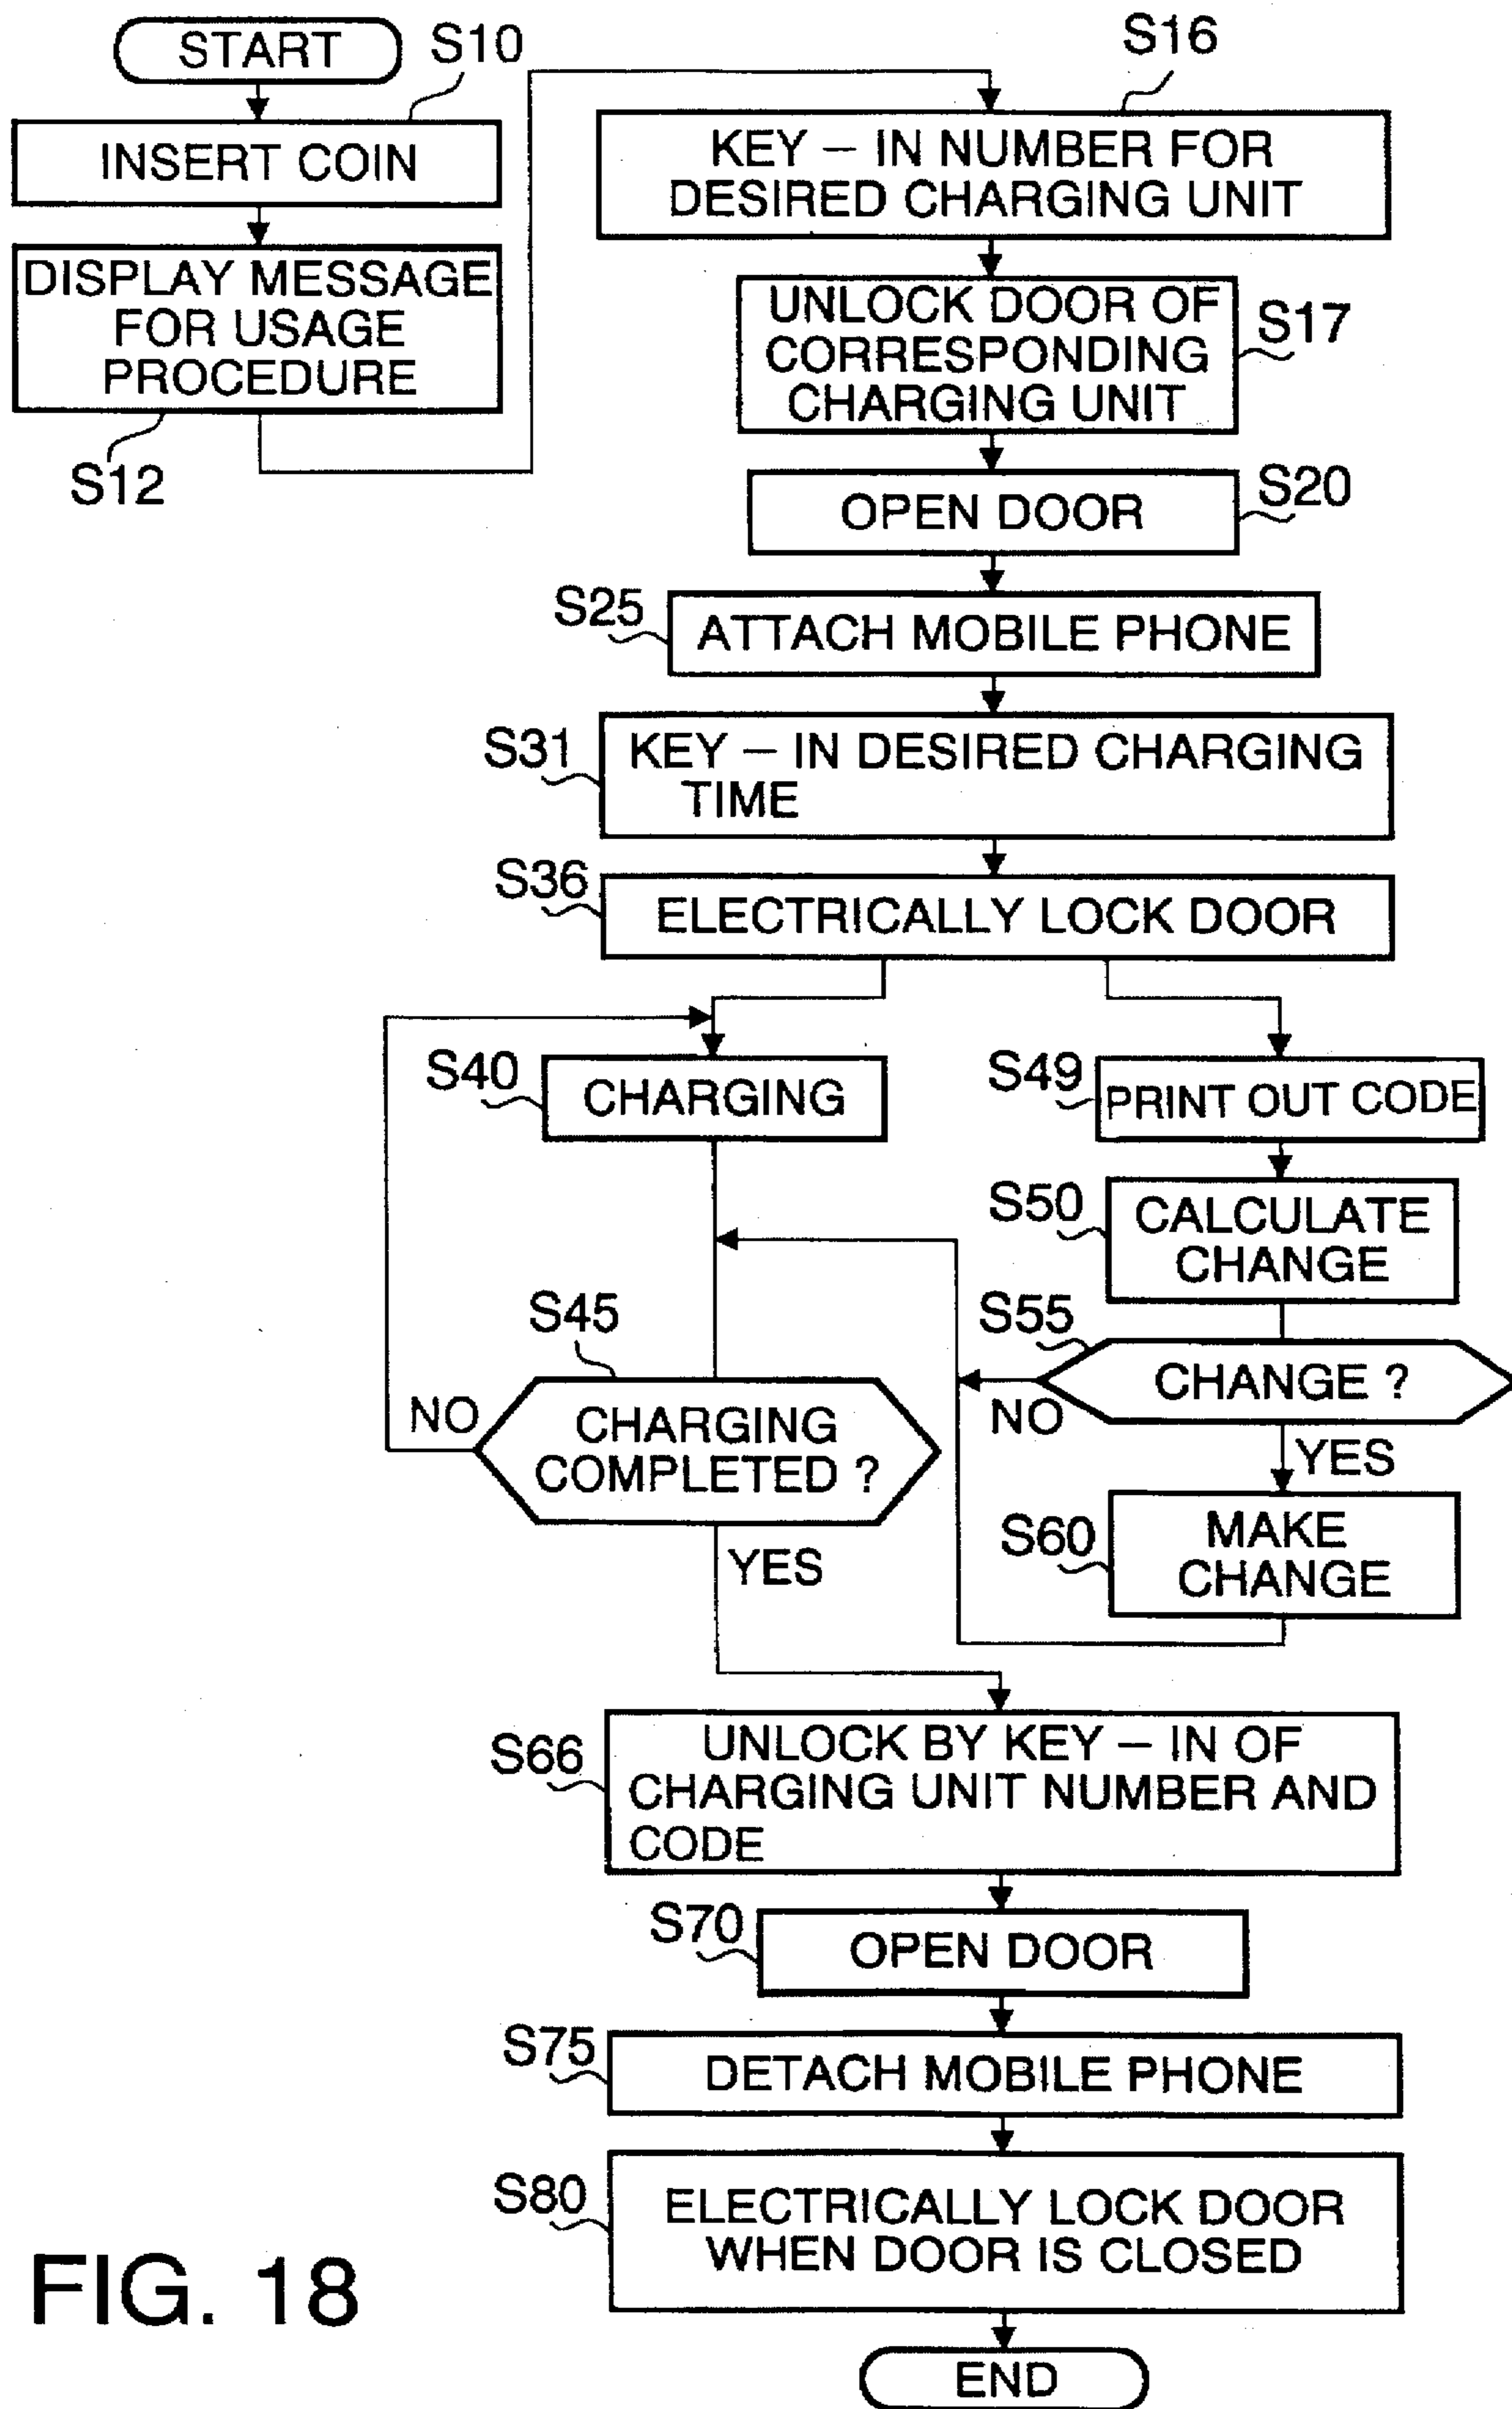 START
S10
INSERT COIN
DISPLAY MESSAGE
FOR USAGE
PROCEDURE
S12
S16
KEY – IN NUMBER FOR
DESIRED CHARGING UNIT
UNLOCK DOOR OF
CORRESPONDING
CHARGING UNIT
S17
OPEN DOOR
S20
S25
ATTACH MOBILE PHONE
S31
KEY – IN DESIRED CHARGING
TIME
S36
ELECTRICALLY LOCK DOOR
S40
CHARGING
S49
PRINT OUT CODE
S50
CALCULATE
CHANGE
S55
CHANGE ?
NO
YES
S45
CHARGING
COMPLETED ?
NO
YES
S60
MAKE
CHANGE
S66
UNLOCK BY KEY – IN OF
CHARGING UNIT NUMBER AND
CODE
S70
OPEN DOOR
S75
DETACH MOBILE PHONE
S80
ELECTRICALLY LOCK DOOR
WHEN DOOR IS CLOSED
END
FIG. 18